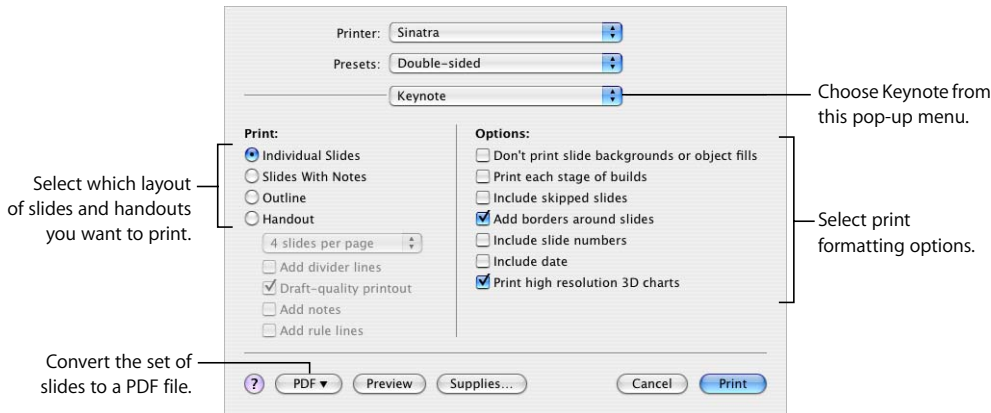 Printer: Sinatra
Presets: Double-sided
Keynote
Choose Keynote from
this pop-up menu.
Print:
Individual Slides
Slides With Notes
Outline
Handout
4 slides per page
Add divider lines
Draft-quality printout
Add notes
Add rule lines
Select which layout
of slides and handouts
you want to print.
Options:
Don't print slide backgrounds or object fills
Print each stage of builds
Include skipped slides
Add borders around slides
Include slide numbers
Include date
Print high resolution 3D charts
Select print
formatting options.
Convert the set of
slides to a PDF file.
? PDF ▼ Preview Supplies... Cancel Print